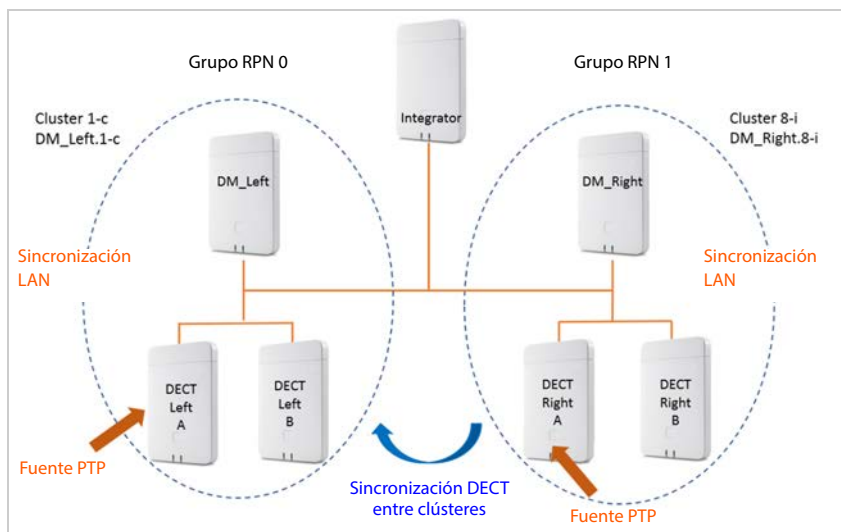 Grupo RPN 0
Grupo RPN 1
Cluster 1-c
DM_Left.1-c
Integrator
Cluster 8-i
DM_Right.8-i
DM_Left
DM_Right
Sincronización
LAN
Sincronización
LAN
DECT
Left
A
DECT
Left
B
DECT
Right
A
DECT
Right
B
Fuente PTP
Sincronización DECT
entre clústeres
Fuente PTP